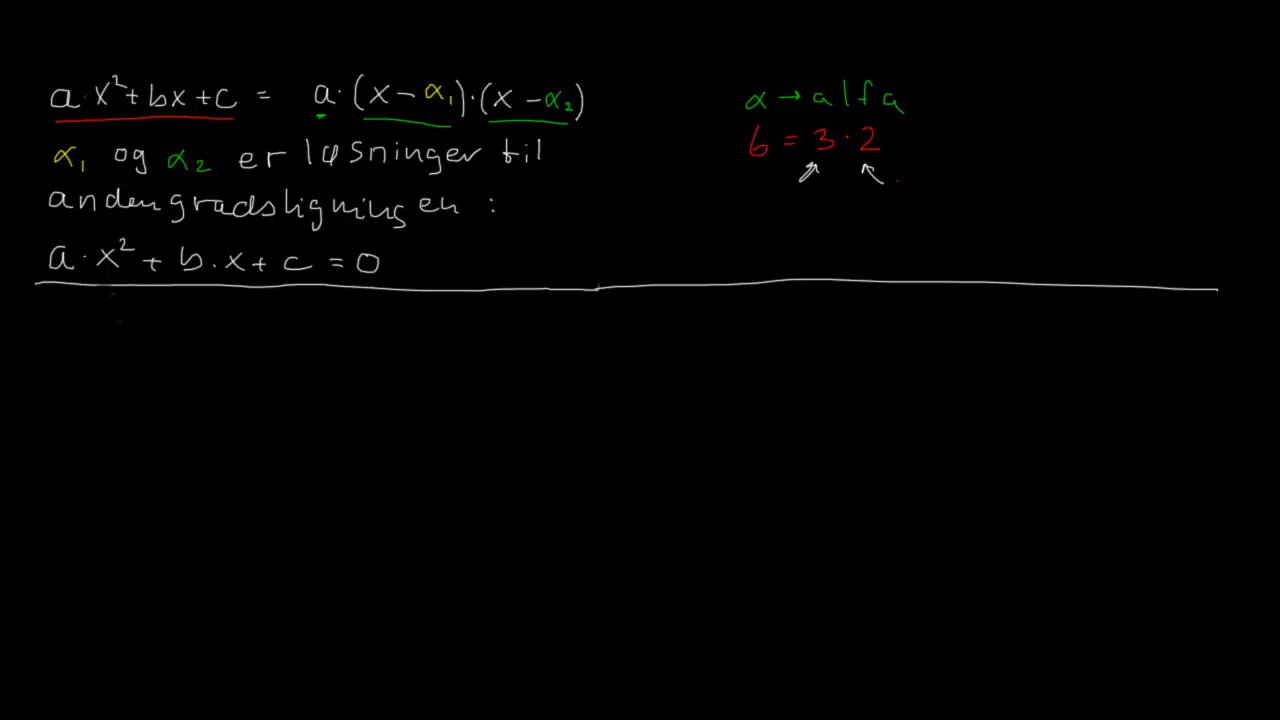 a · x² + bx + c = a · (x − α₁) · (x − α₂)
α₁ og α₂ er løsninger til
andengradsligningen :
a · x² + b · x + c = 0
α → alfa
6 = 3 · 2